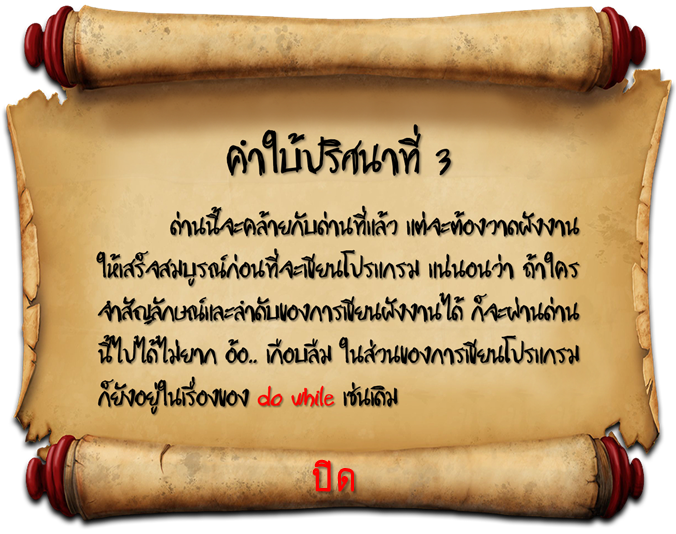 คำใบ้ปริศนาที่ 3
ด่านนี้จะคล้ายกับด่านที่แล้ว แต่จะต้องวาดผังงาน
ให้เสร็จสมบูรณ์ก่อนที่จะเขียนโปรแกรม แน่นอนว่า ถ้าใคร
จำสัญลักษณ์และลำดับของการเขียนผังงานได้ ก็จะผ่านด่าน
นี้ไปได้ไม่ยาก อ้อ.. เกือบลืม ในส่วนของการเขียนโปรแกรม
ก็ยังอยู่ในเรื่องของ do while เช่นเดิม
ปิด